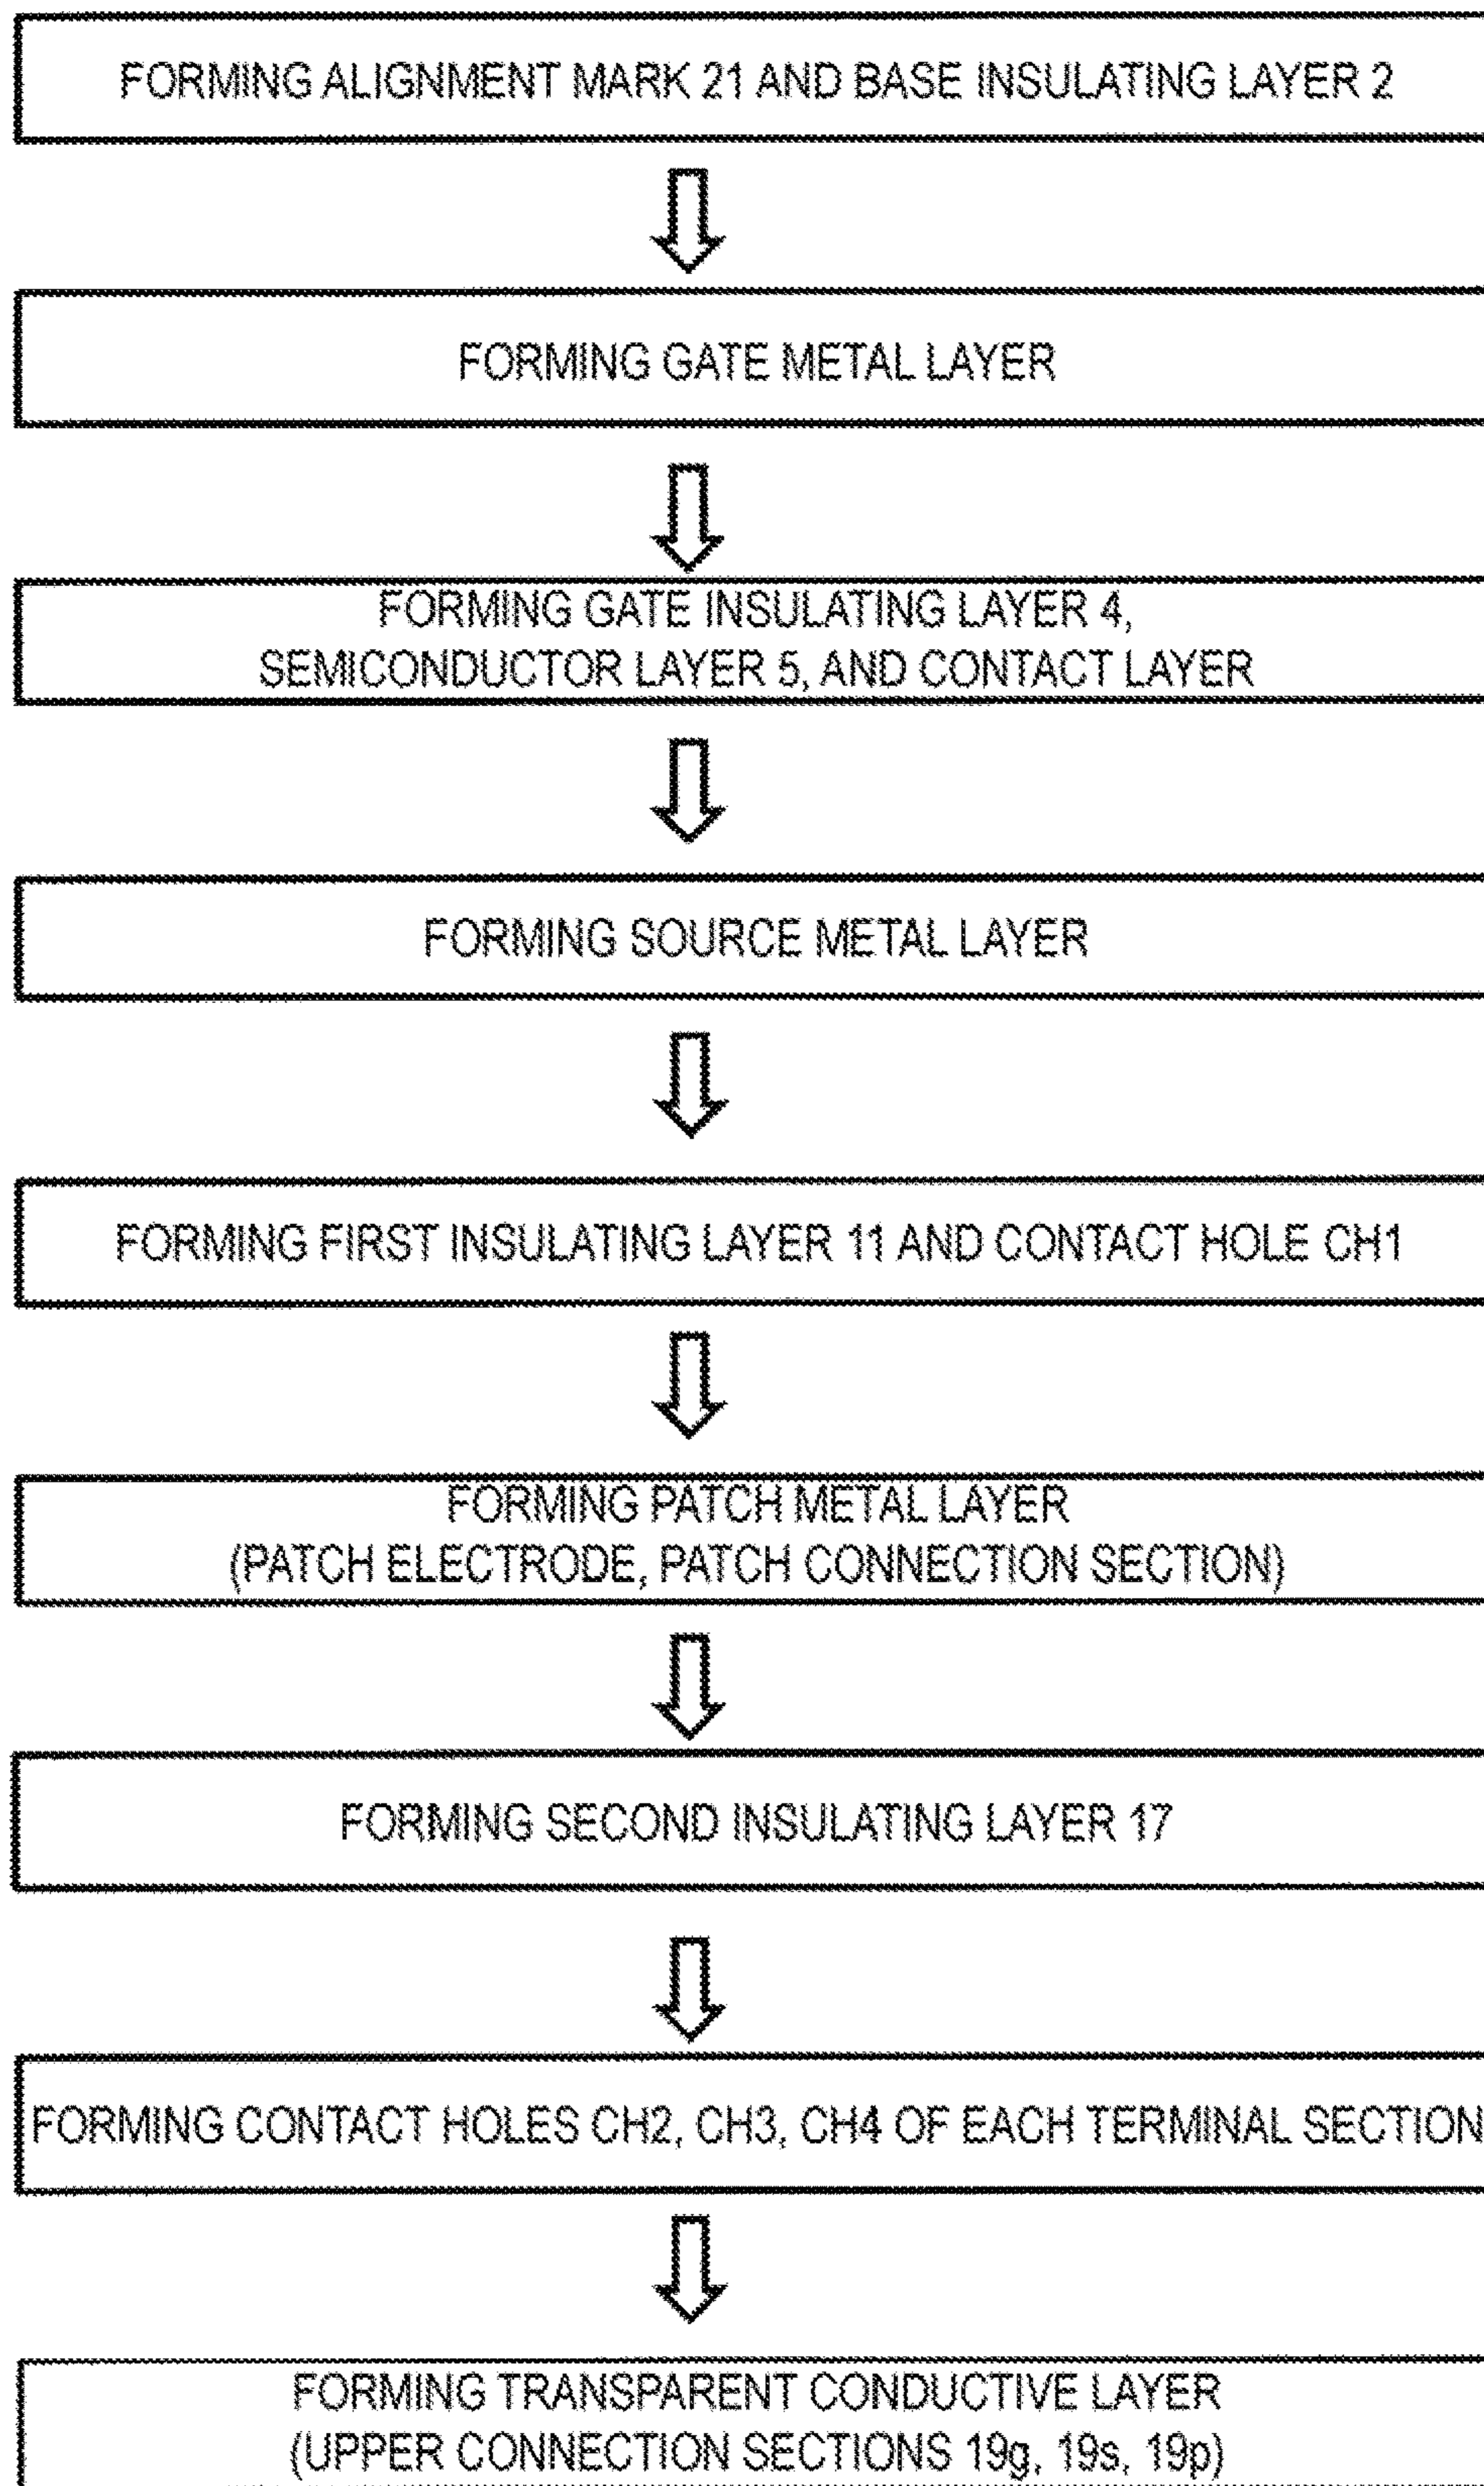 FORMING ALIGNMENT MARK 21 AND BASE INSULATING LAYER 2
FORMING GATE METAL LAYER
FORMING GATE INSULATING LAYER 4,
SEMICONDUCTOR LAYER 5, AND CONTACT LAYER
FORMING SOURCE METAL LAYER
FORMING FIRST INSULATING LAYER 11 AND CONTACT HOLE CH1
FORMING PATCH METAL LAYER
(PATCH ELECTRODE, PATCH CONNECTION SECTION)
FORMING SECOND INSULATING LAYER 17
FORMING CONTACT HOLES CH2, CH3, CH4 OF EACH TERMINAL SECTION
FORMING TRANSPARENT CONDUCTIVE LAYER
(UPPER CONNECTION SECTIONS 19g, 19s, 19p)